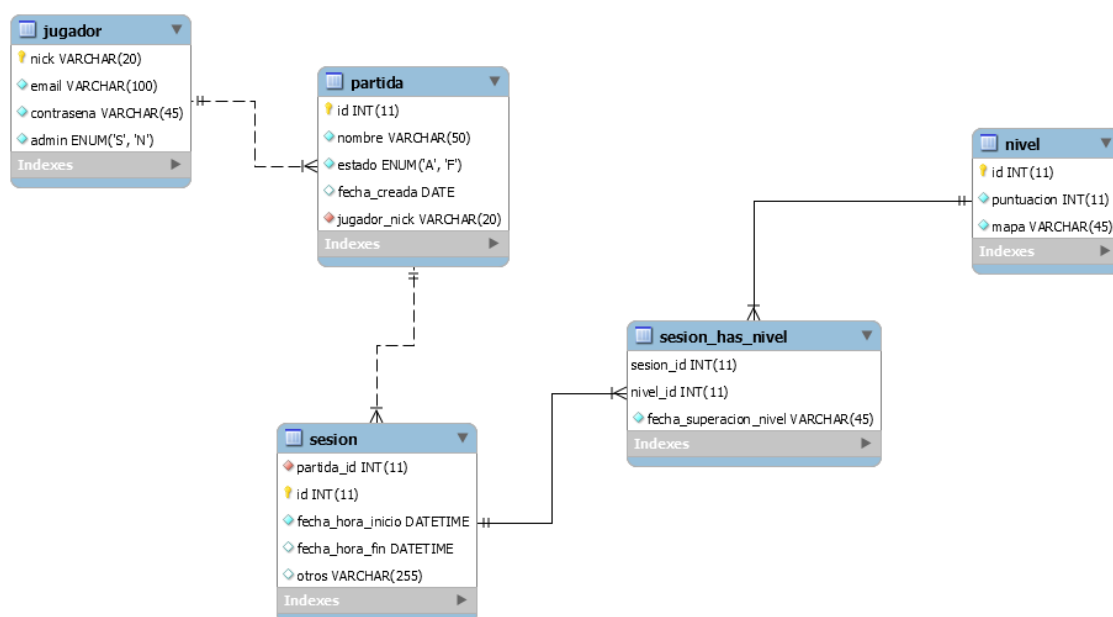 jugador
nick VARCHAR(20)
email VARCHAR(100)
contrasena VARCHAR(45)
admin ENUM('S', 'N')
Indexes
partida
id INT(11)
nombre VARCHAR(50)
estado ENUM('A', 'F')
fecha_creada DATE
jugador_nick VARCHAR(20)
Indexes
nivel
id INT(11)
puntuacion INT(11)
mapa VARCHAR(45)
Indexes
sesion_has_nivel
sesion_id INT(11)
nivel_id INT(11)
fecha_superacion_nivel VARCHAR(45)
Indexes
sesion
partida_id INT(11)
id INT(11)
fecha_hora_inicio DATETIME
fecha_hora_fin DATETIME
otros VARCHAR(255)
Indexes